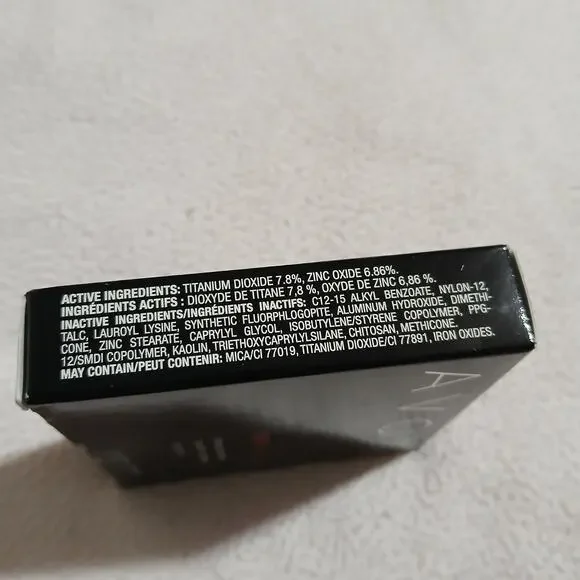 ACTIVE INGREDIENTS: TITANIUM DIOXIDE 7.8%, ZINC OXIDE 6.86%.
INGRÉDIENTS ACTIFS : DIOXYDE DE TITANE 7,8 %, OXYDE DE ZINC 6,86 %.
INACTIVE INGREDIENTS/INGRÉDIENTS INACTIFS: C12-15 ALKYL BENZOATE, NYLON-12,
TALC, LAUROYL LYSINE, SYNTHETIC FLUORPHLOGOPITE, ALUMINUM HYDROXIDE, DIMETHI-
CONE, ZINC STEARATE, CAPRYLYL GLYCOL, ISOBUTYLENE/STYRENE COPOLYMER, PPG-
12/SMDI COPOLYMER, KAOLIN, TRIETHOXYCAPRYLYLSILANE, CHITOSAN, METHICONE.
MAY CONTAIN/PEUT CONTENIR: MICA/CI 77019, TITANIUM DIOXIDE/CI 77891, IRON OXIDES.